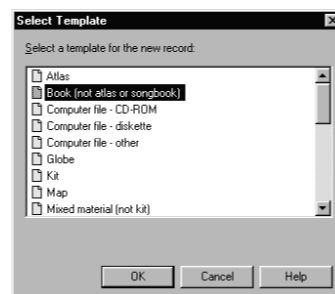 Select Template
Select a template for the new record:
Atlas
Book (not atlas or songbook)
Computer file - CD-ROM
Computer file - diskette
Computer file - other
Globe
Kit
Map
Mixed material (not kit)
OK Cancel Help